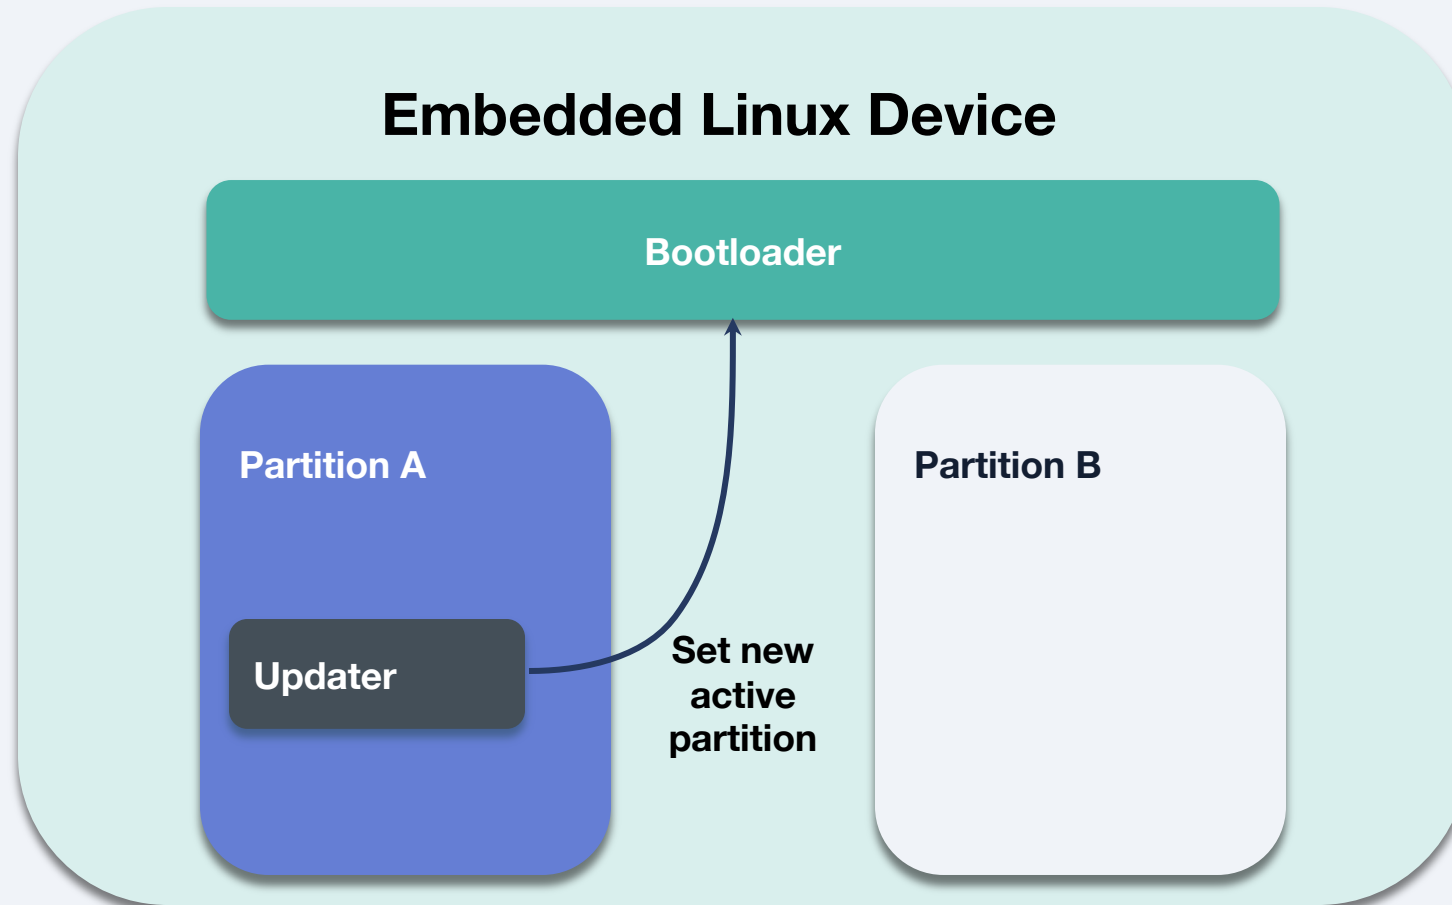 Embedded Linux Device
Bootloader
Partition A
Partition B
Updater
Set new
active
partition